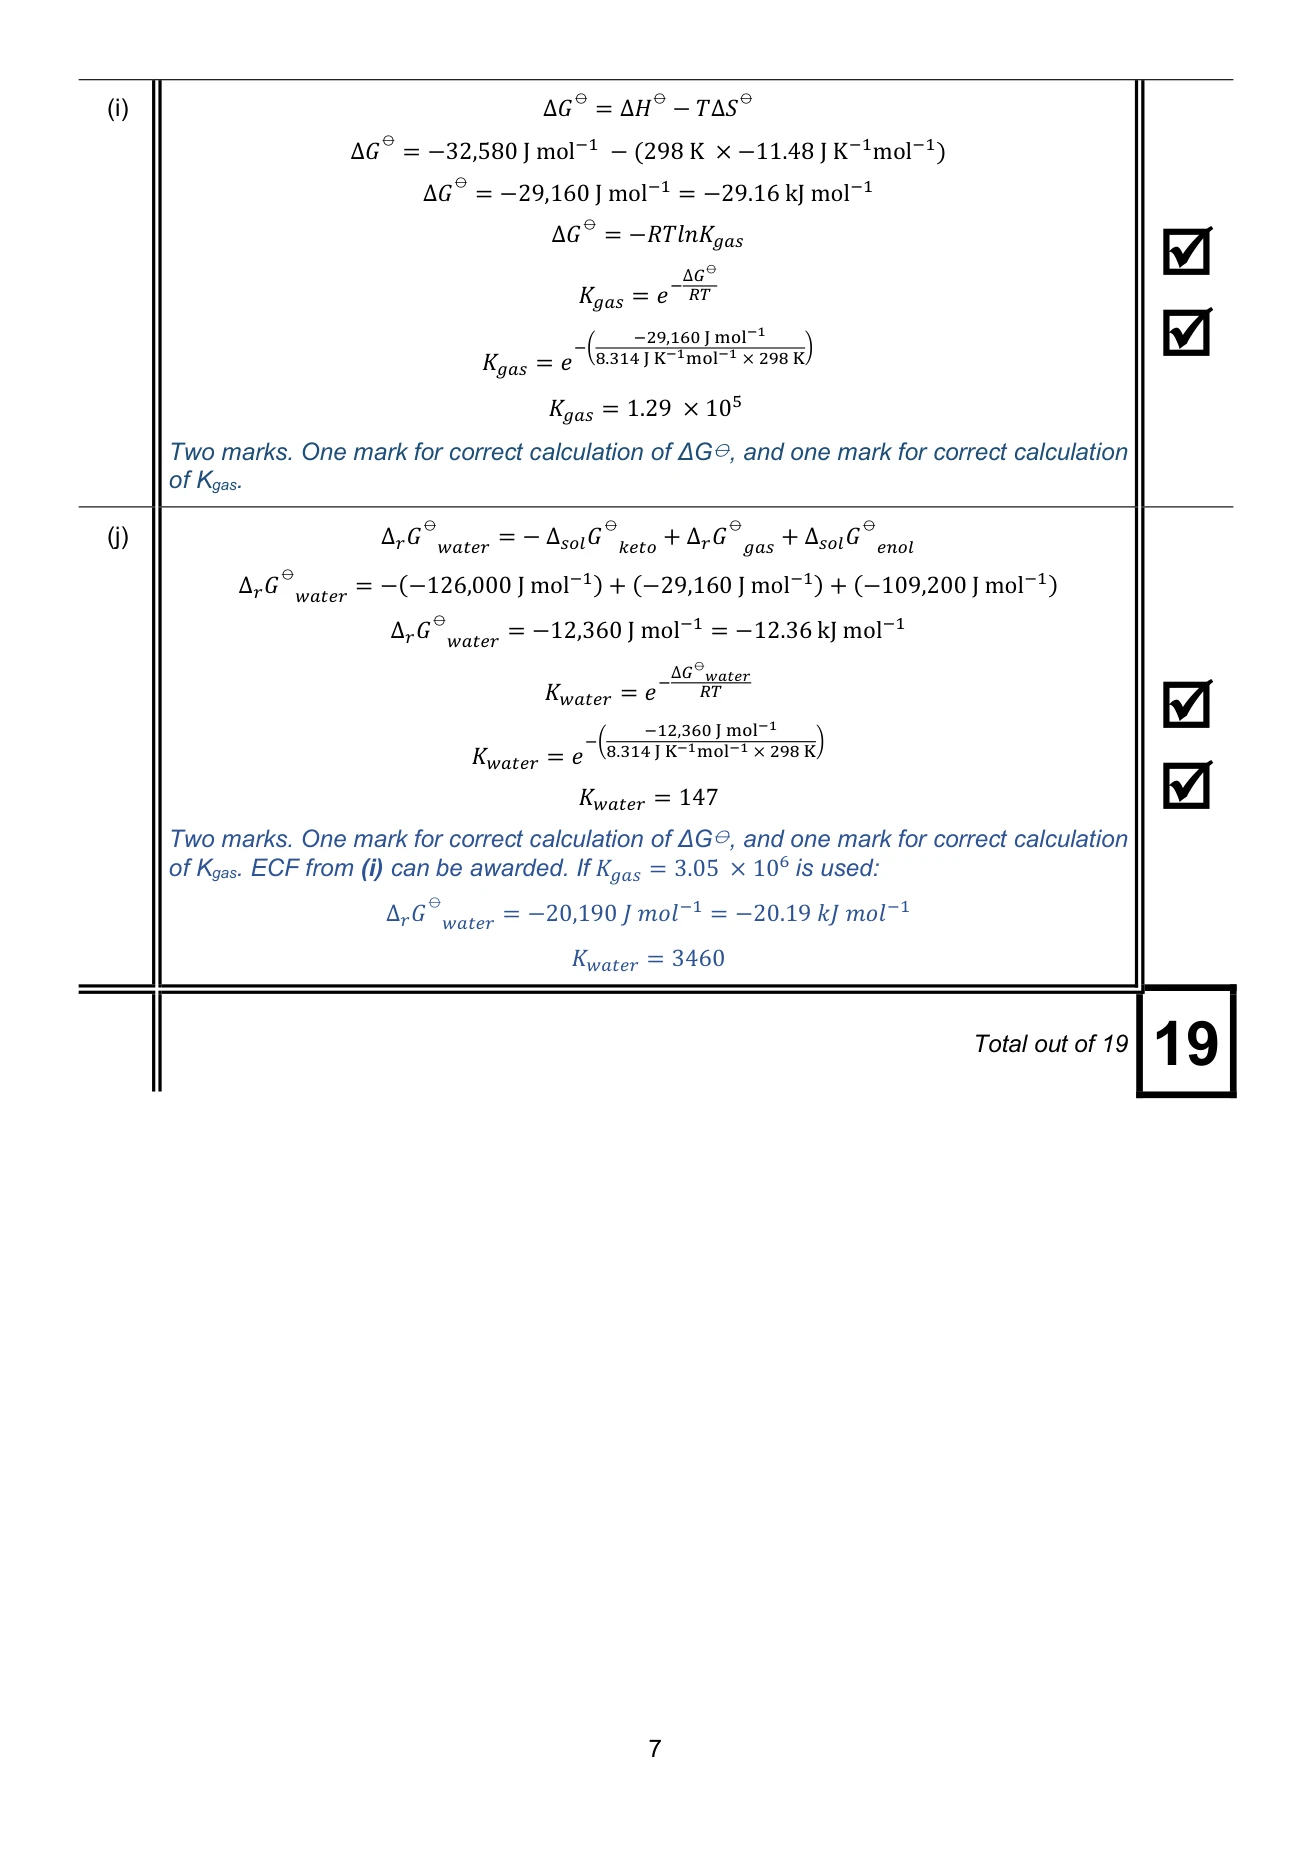 (i)
ΔG⊖ = ΔH⊖ − TΔS⊖
ΔG⊖ = −32,580 J mol⁻¹ − (298 K × −11.48 J K⁻¹mol⁻¹)
ΔG⊖ = −29,160 J mol⁻¹ = −29.16 kJ mol⁻¹
ΔG⊖ = −RTlnK_gas
K_gas = e^−(ΔG⊖/RT)
K_gas = e^−(−29,160 J mol⁻¹ / 8.314 J K⁻¹mol⁻¹ × 298 K)
K_gas = 1.29 × 10⁵
Two marks. One mark for correct calculation of ΔG⊖, and one mark for correct calculation
of K_gas.
(j)
Δ_rG⊖_water = − Δ_solG⊖_keto + Δ_rG⊖_gas + Δ_solG⊖_enol
Δ_rG⊖_water = −(−126,000 J mol⁻¹) + (−29,160 J mol⁻¹) + (−109,200 J mol⁻¹)
Δ_rG⊖_water = −12,360 J mol⁻¹ = −12.36 kJ mol⁻¹
K_water = e^−(ΔG⊖_water/RT)
K_water = e^−(−12,360 J mol⁻¹ / 8.314 J K⁻¹mol⁻¹ × 298 K)
K_water = 147
Two marks. One mark for correct calculation of ΔG⊖, and one mark for correct calculation
of K_gas. ECF from (i) can be awarded. If K_gas = 3.05 × 10⁶ is used:
Δ_rG⊖_water = −20,190 J mol⁻¹ = −20.19 kJ mol⁻¹
K_water = 3460
Total out of 19
19
7